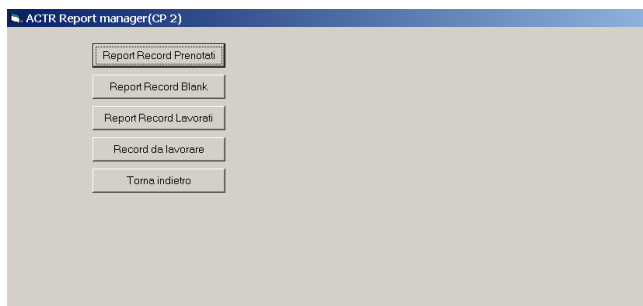 ACTR Report manager(CP 2)
Report Record Prenotati
Report Record Blank
Report Record Lavorati
Record da lavorare
Torna indietro